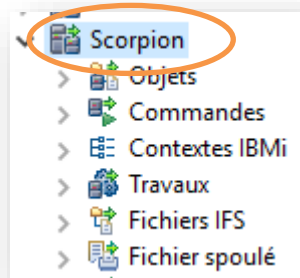 Scorpion
Objets
Commandes
Contextes IBMi
Travaux
Fichiers IFS
Fichier spoulé